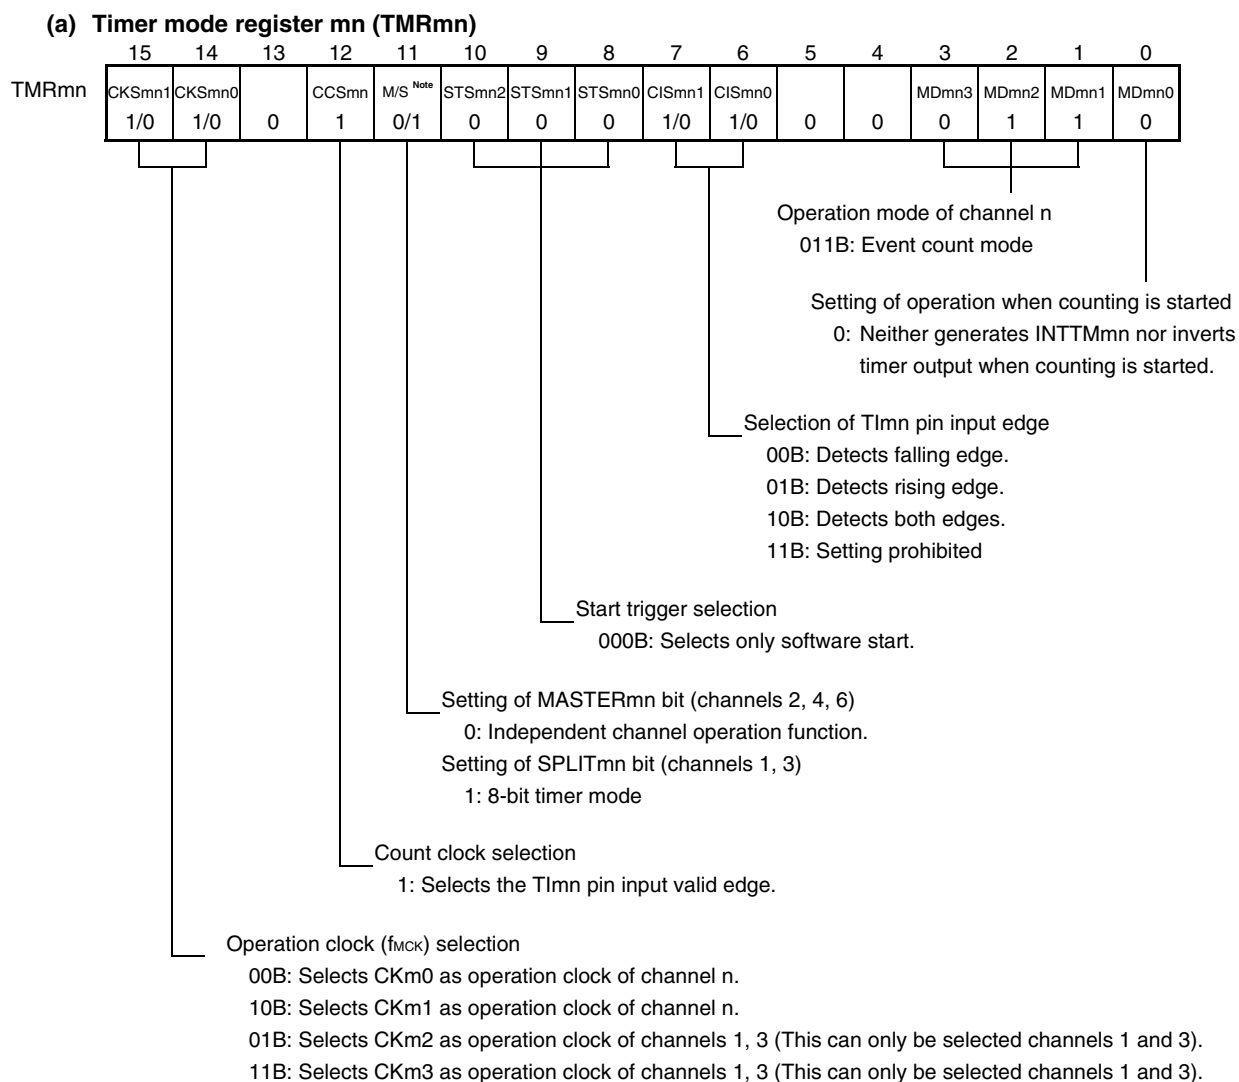 (a) Timer mode register mn (TMRmn)
15 14 13 12 11 10 9 8 7 6 5 4 3 2 1 0
TMRmn CKSmn1 CKSmn0 CCSmn M/S Note STSmn2 STSmn1 STSmn0 CISmn1 CISmn0 MDmn3 MDmn2 MDmn1 MDmn0
1/0 1/0 0 1 0/1 0 0 0 1/0 1/0 0 0 0 1 1 0
Operation mode of channel n
011B: Event count mode
Setting of operation when counting is started
0: Neither generates INTTMmn nor inverts
timer output when counting is started.
Selection of TImn pin input edge
00B: Detects falling edge.
01B: Detects rising edge.
10B: Detects both edges.
11B: Setting prohibited
Start trigger selection
000B: Selects only software start.
Setting of MASTERmn bit (channels 2, 4, 6)
0: Independent channel operation function.
Setting of SPLITmn bit (channels 1, 3)
1: 8-bit timer mode
Count clock selection
1: Selects the TImn pin input valid edge.
Operation clock (fMCK) selection
00B: Selects CKm0 as operation clock of channel n.
10B: Selects CKm1 as operation clock of channel n.
01B: Selects CKm2 as operation clock of channels 1, 3 (This can only be selected channels 1 and 3).
11B: Selects CKm3 as operation clock of channels 1, 3 (This can only be selected channels 1 and 3).